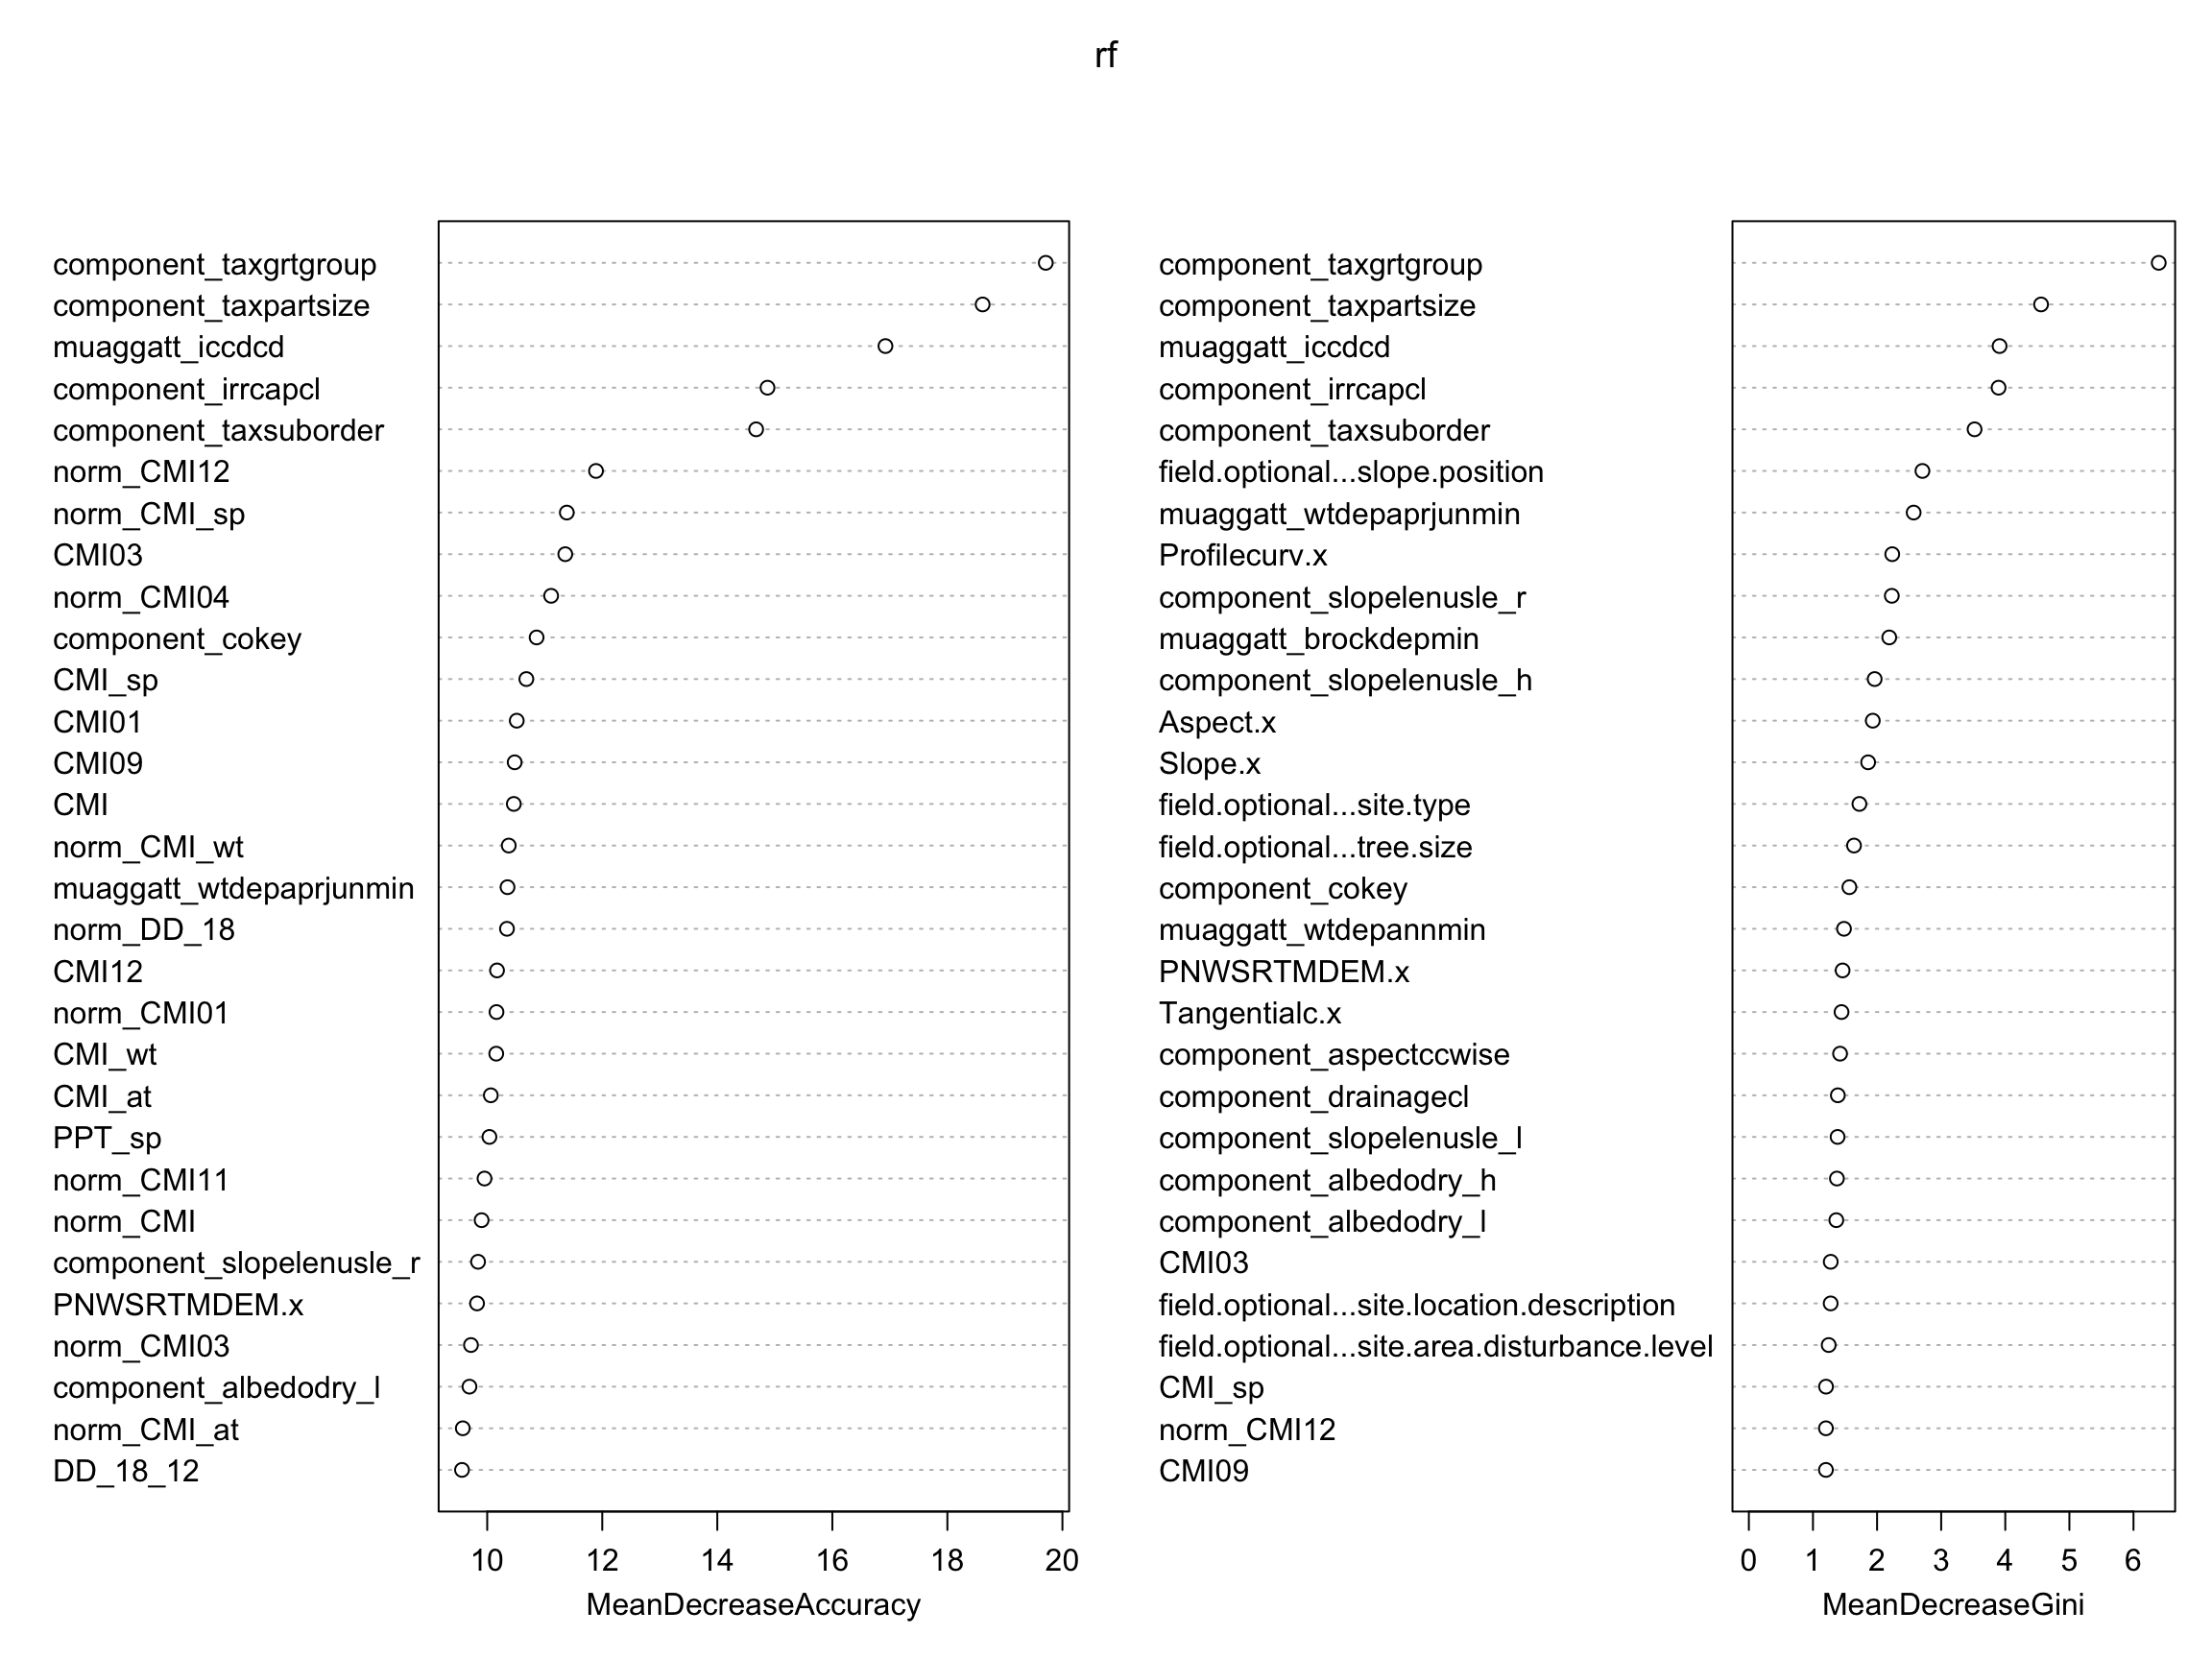 rf
component_taxgrtgroup
component_taxpartsize
muaggatt_iccdcd
component_irrcapcl
component_taxsuborder
norm_CMI12
norm_CMI_sp
CMI03
norm_CMI04
component_cokey
CMI_sp
CMI01
CMI09
CMI
norm_CMI_wt
muaggatt_wtdepaprjunmin
norm_DD_18
CMI12
norm_CMI01
CMI_wt
CMI_at
PPT_sp
norm_CMI11
norm_CMI
component_slopelenusle_r
PNWSRTMDEM.x
norm_CMI03
component_albedodry_l
norm_CMI_at
DD_18_12
10 12 14 16 18 20
MeanDecreaseAccuracy
component_taxgrtgroup
component_taxpartsize
muaggatt_iccdcd
component_irrcapcl
component_taxsuborder
field.optional...slope.position
muaggatt_wtdepaprjunmin
Profilecurv.x
component_slopelenusle_r
muaggatt_brockdepmin
component_slopelenusle_h
Aspect.x
Slope.x
field.optional...site.type
field.optional...tree.size
component_cokey
muaggatt_wtdepannmin
PNWSRTMDEM.x
Tangentialc.x
component_aspectccwise
component_drainagecl
component_slopelenusle_l
component_albedodry_h
component_albedodry_l
CMI03
field.optional...site.location.description
field.optional...site.area.disturbance.level
CMI_sp
norm_CMI12
CMI09
0 1 2 3 4 5 6
MeanDecreaseGini